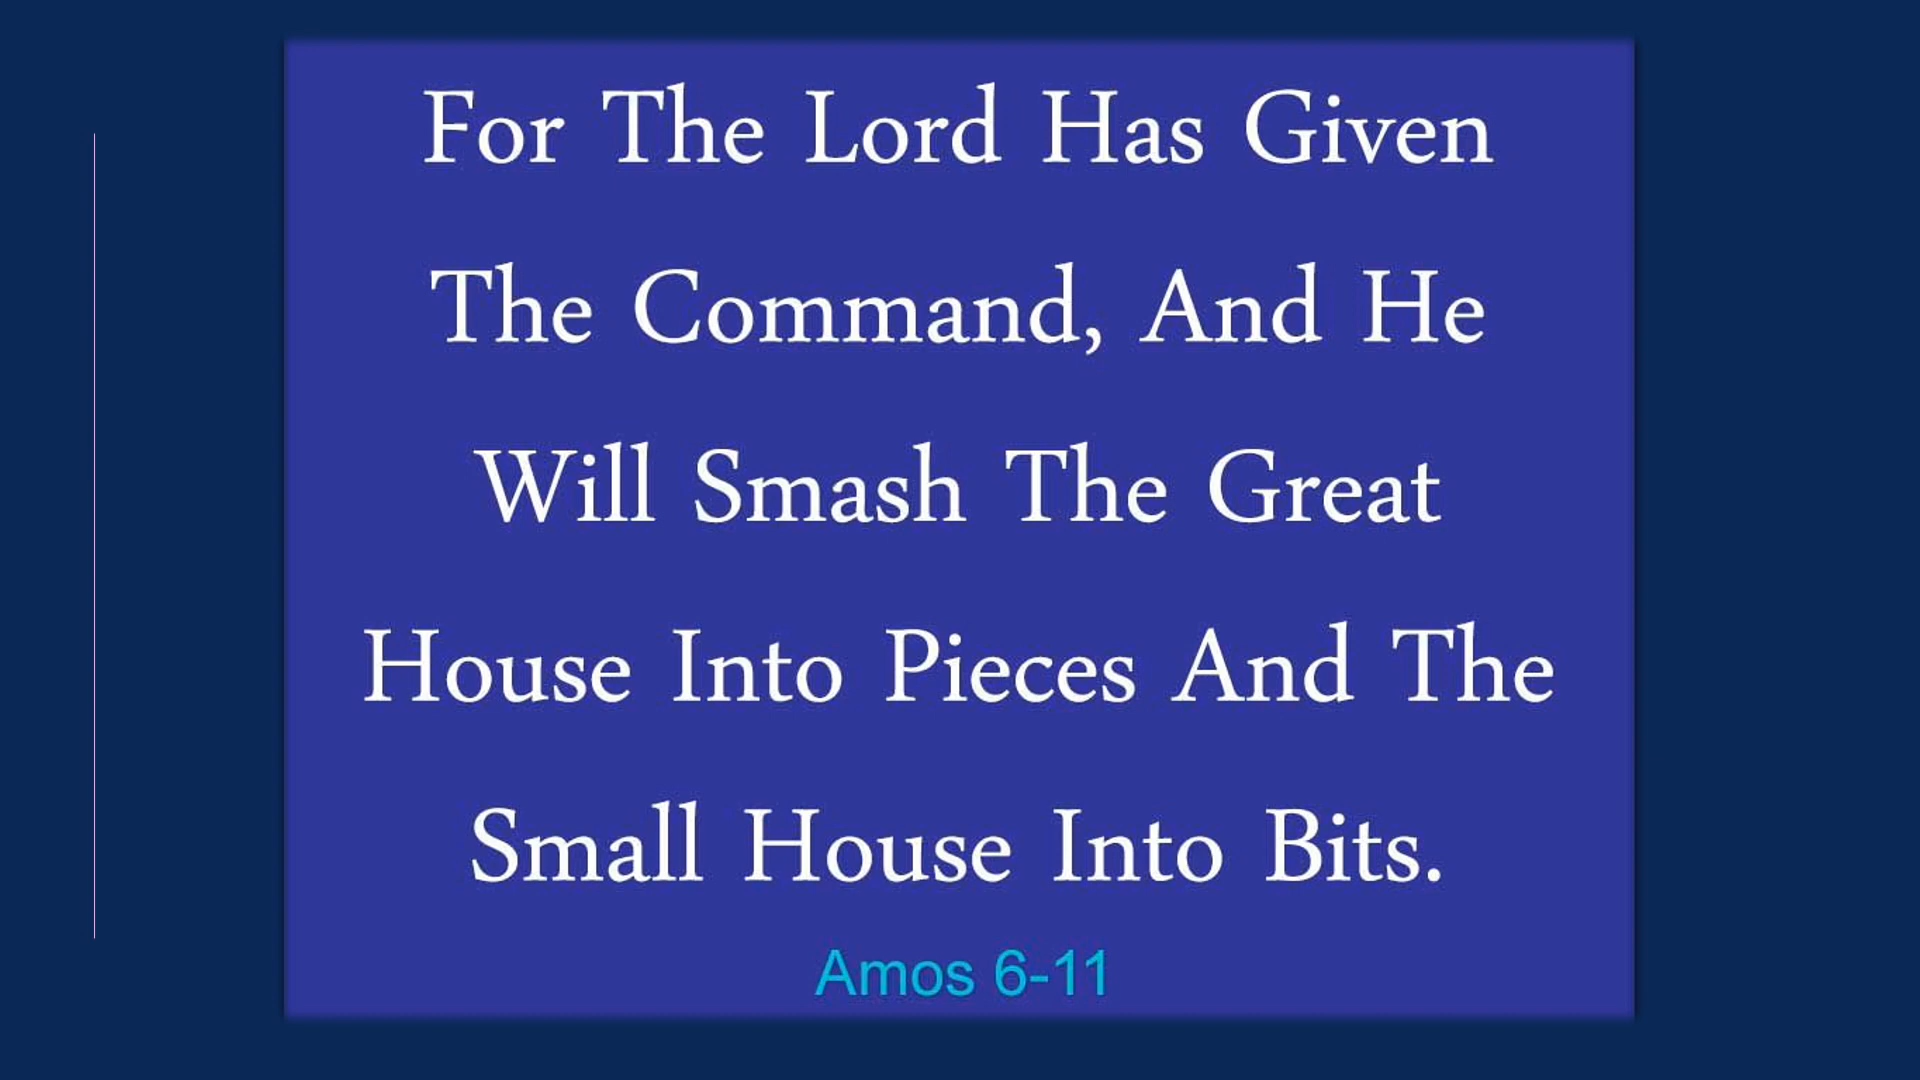 For The Lord Has Given
The Command, And He
Will Smash The Great
House Into Pieces And The
Small House Into Bits.
Amos 6-11